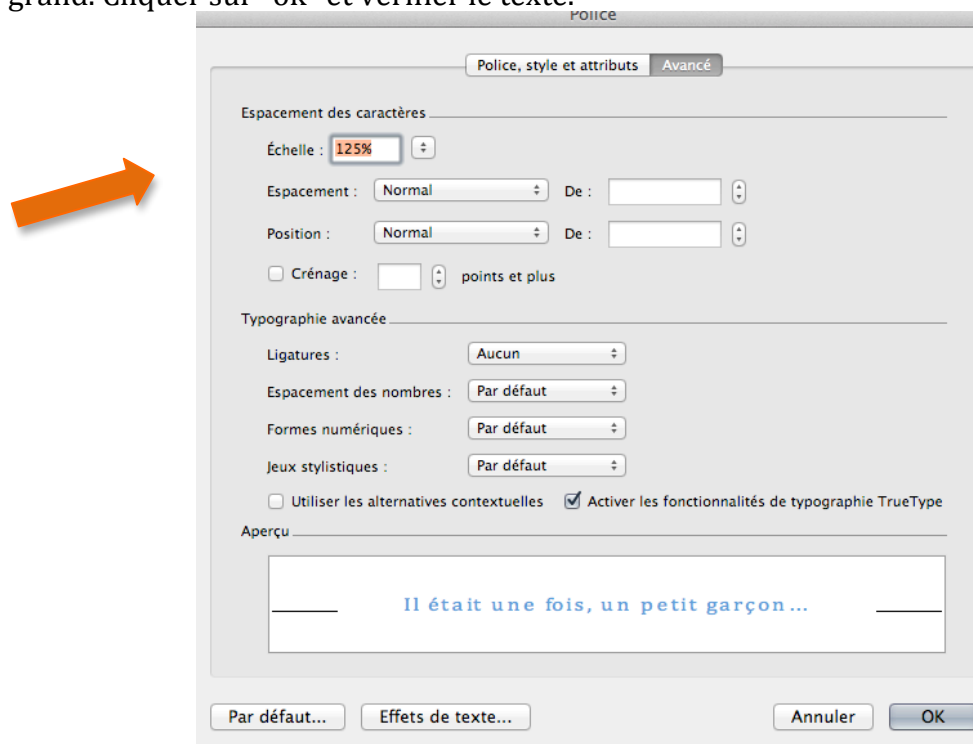 grand. Cliquer sur "ok" et vérifier le texte.
Police
Police, style et attributs Avancé
Espacement des caractères
Échelle : 125%
Espacement : Normal De :
Position : Normal De :
Crénage : points et plus
Typographie avancée
Ligatures : Aucun
Espacement des nombres : Par défaut
Formes numériques : Par défaut
Jeux stylistiques : Par défaut
Utiliser les alternatives contextuelles Activer les fonctionnalités de typographie TrueType
Aperçu
Il était une fois, un petit garçon...
Par défaut... Effets de texte... Annuler OK